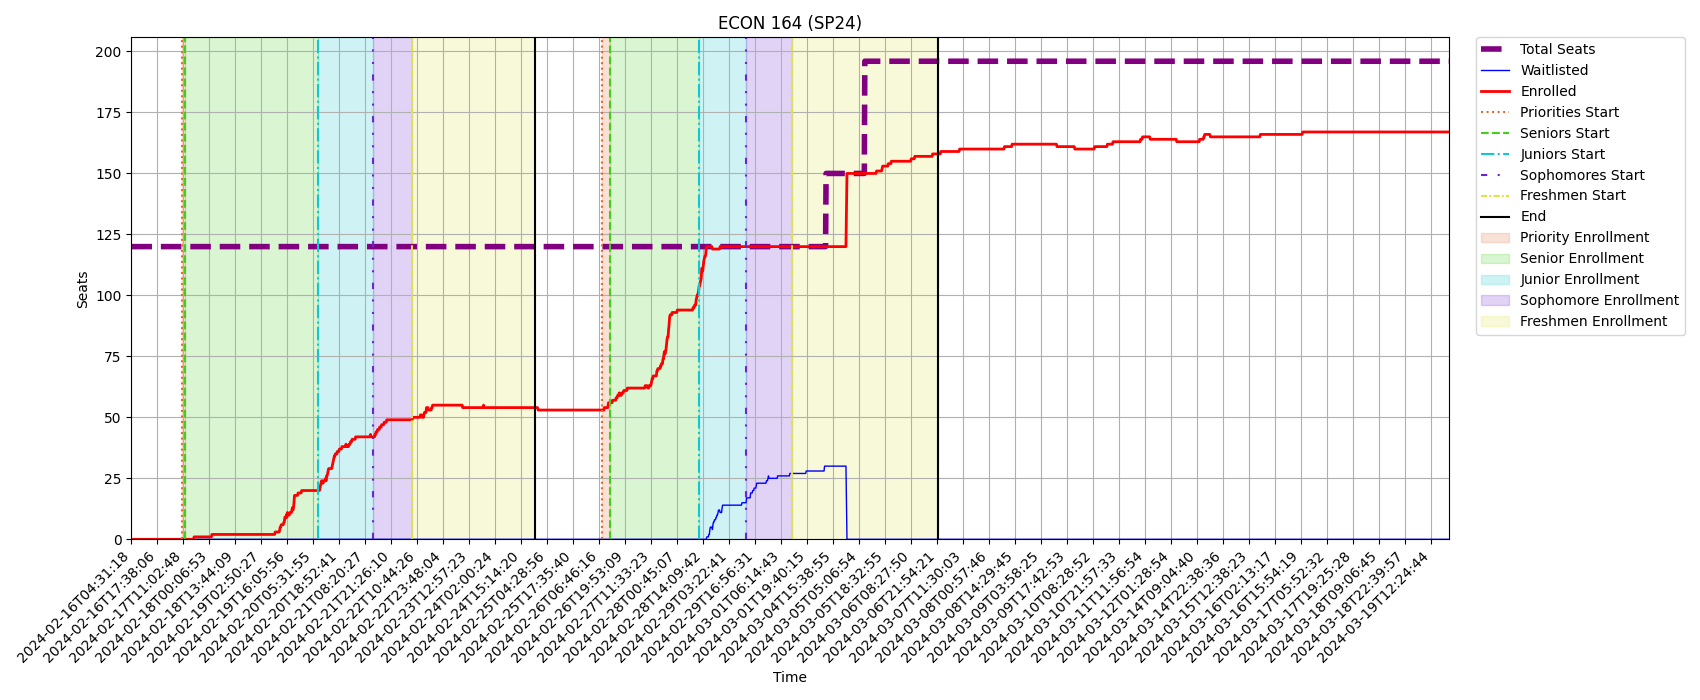 ECON 164 (SP24)
200
175
150
125
100
75
50
25
0
Seats
2024-02-16T04:31:18
2024-02-16T17:38:06
2024-02-17T11:02:48
2024-02-18T00:06:53
2024-02-18T13:44:09
2024-02-19T02:50:27
2024-02-19T16:05:56
2024-02-20T05:31:55
2024-02-20T18:52:41
2024-02-21T08:20:27
2024-02-21T21:26:10
2024-02-22T10:44:26
2024-02-22T23:48:04
2024-02-23T12:57:23
2024-02-24T02:00:24
2024-02-24T15:14:20
2024-02-25T04:28:56
2024-02-25T17:35:40
2024-02-26T06:46:16
2024-02-26T19:53:09
2024-02-27T11:33:23
2024-02-28T00:45:07
2024-02-28T14:09:42
2024-02-29T03:22:41
2024-02-29T16:56:31
2024-03-01T06:14:43
2024-03-01T19:40:15
2024-03-04T15:38:55
2024-03-05T05:06:54
2024-03-05T18:32:55
2024-03-06T08:27:50
2024-03-06T21:54:21
2024-03-07T11:30:03
2024-03-08T00:57:46
2024-03-08T14:29:45
2024-03-09T03:58:25
2024-03-09T17:42:53
2024-03-10T08:28:52
2024-03-10T21:57:33
2024-03-11T11:56:54
2024-03-12T01:28:54
2024-03-14T09:04:40
2024-03-14T22:38:36
2024-03-15T12:38:23
2024-03-16T02:13:17
2024-03-16T15:54:19
2024-03-17T05:52:32
2024-03-17T19:25:28
2024-03-18T09:06:45
2024-03-18T22:39:57
2024-03-19T12:24:44
Time
Total Seats
Waitlisted
Enrolled
Priorities Start
Seniors Start
Juniors Start
Sophomores Start
Freshmen Start
End
Priority Enrollment
Senior Enrollment
Junior Enrollment
Sophomore Enrollment
Freshmen Enrollment